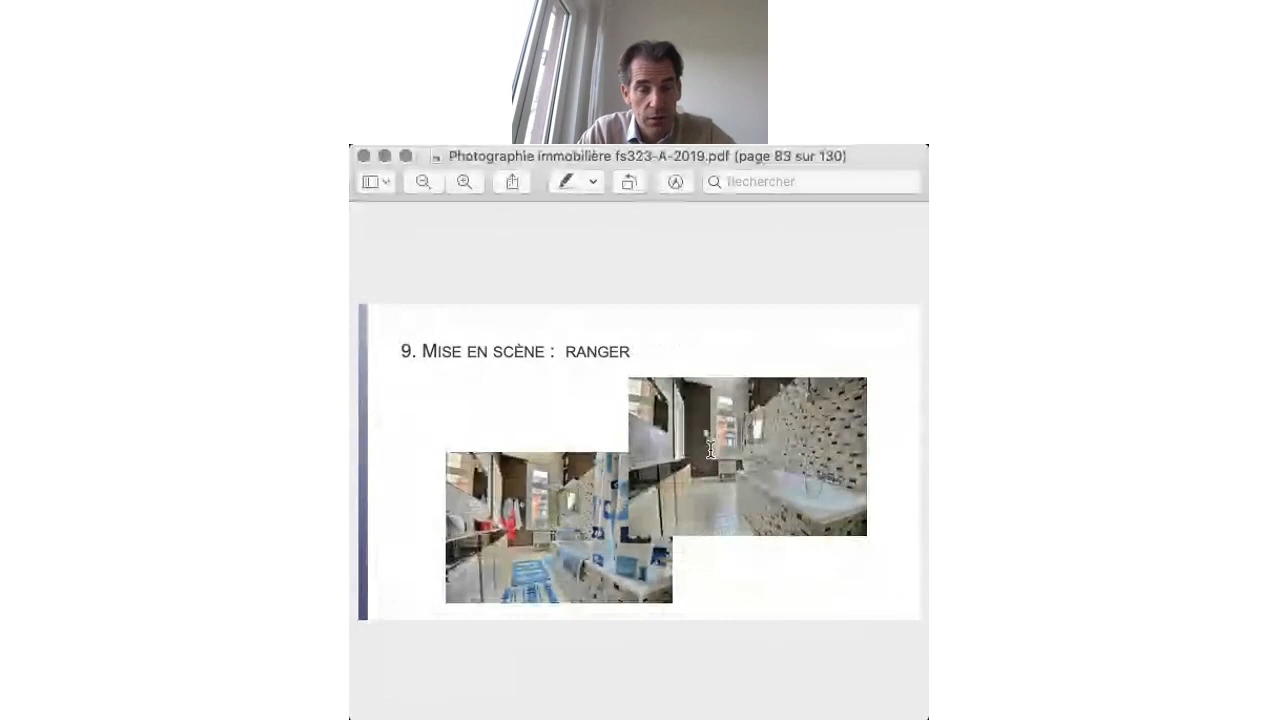 Photographie immobilière fs323-A-2019.pdf (page 83 sur 130)
Rechercher
9. MISE EN SCÈNE : RANGER